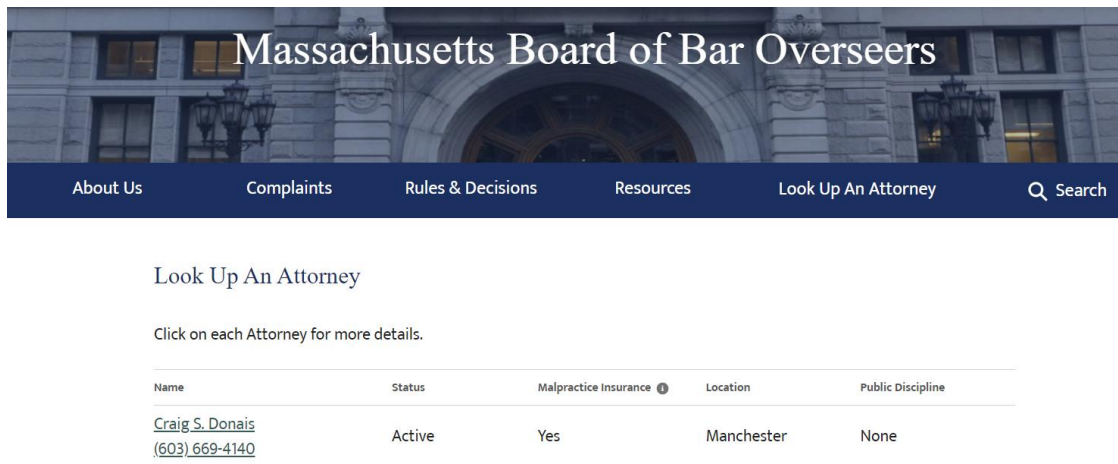 Massachusetts Board of Bar Overseers
About Us Complaints Rules & Decisions Resources Look Up An Attorney Search
Look Up An Attorney
Click on each Attorney for more details.
Name Status Malpractice Insurance Location Public Discipline
Craig S. Donais
(603) 669-4140 Active Yes Manchester None